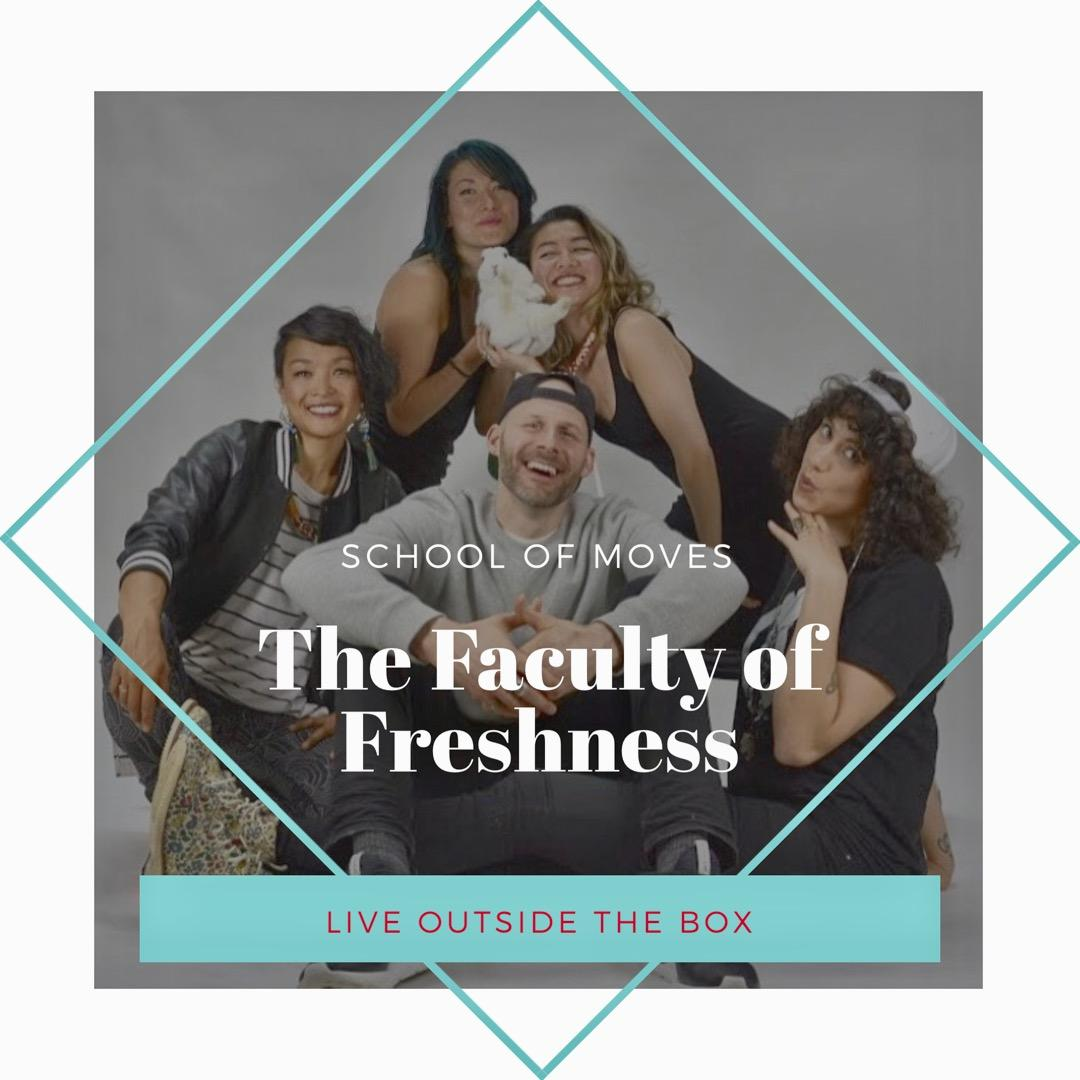 SCHOOL OF MOVES
The Faculty of
Freshness
LIVE OUTSIDE THE BOX